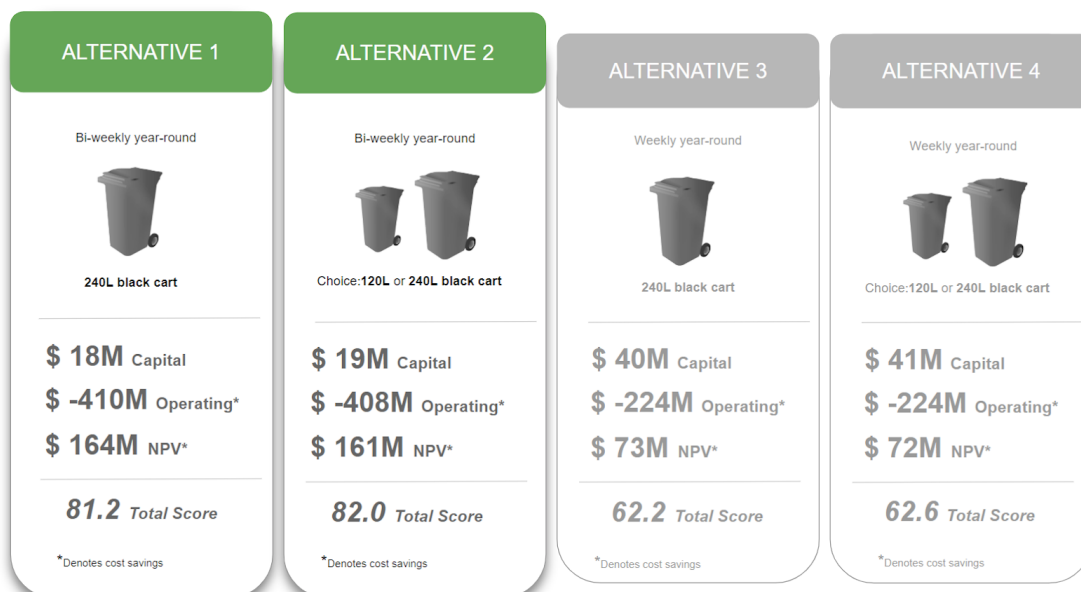 ALTERNATIVE 1
Bi-weekly year-round
240L black cart
$ 18M Capital
$ -410M Operating*
$ 164M NPV*
81.2 Total Score
*Denotes cost savings
ALTERNATIVE 2
Bi-weekly year-round
Choice:120L or 240L black cart
$ 19M Capital
$ -408M Operating*
$ 161M NPV*
82.0 Total Score
*Denotes cost savings
ALTERNATIVE 3
Weekly year-round
240L black cart
$ 40M Capital
$ -224M Operating*
$ 73M NPV*
62.2 Total Score
*Denotes cost savings
ALTERNATIVE 4
Weekly year-round
Choice:120L or 240L black cart
$ 41M Capital
$ -224M Operating*
$ 72M NPV*
62.6 Total Score
*Denotes cost savings